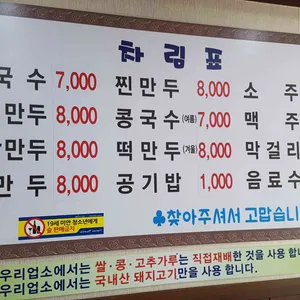 차림표
국수 7,000 찐만두 8,000 소주
만두 8,000 콩국수(여름) 7,000 맥주
만두 8,000 떡만두(겨울) 8,000 막걸리
만두 8,000 공기밥 1,000 음료수
♣찾아주셔서 고맙습니
19세 미만 청소년에게
술 판매금지
우리업소에서는 쌀·콩·고추가루는 직접재배한 것을 사용 합
우리업소에서는 국내산 돼지고기만을 사용 합니다.